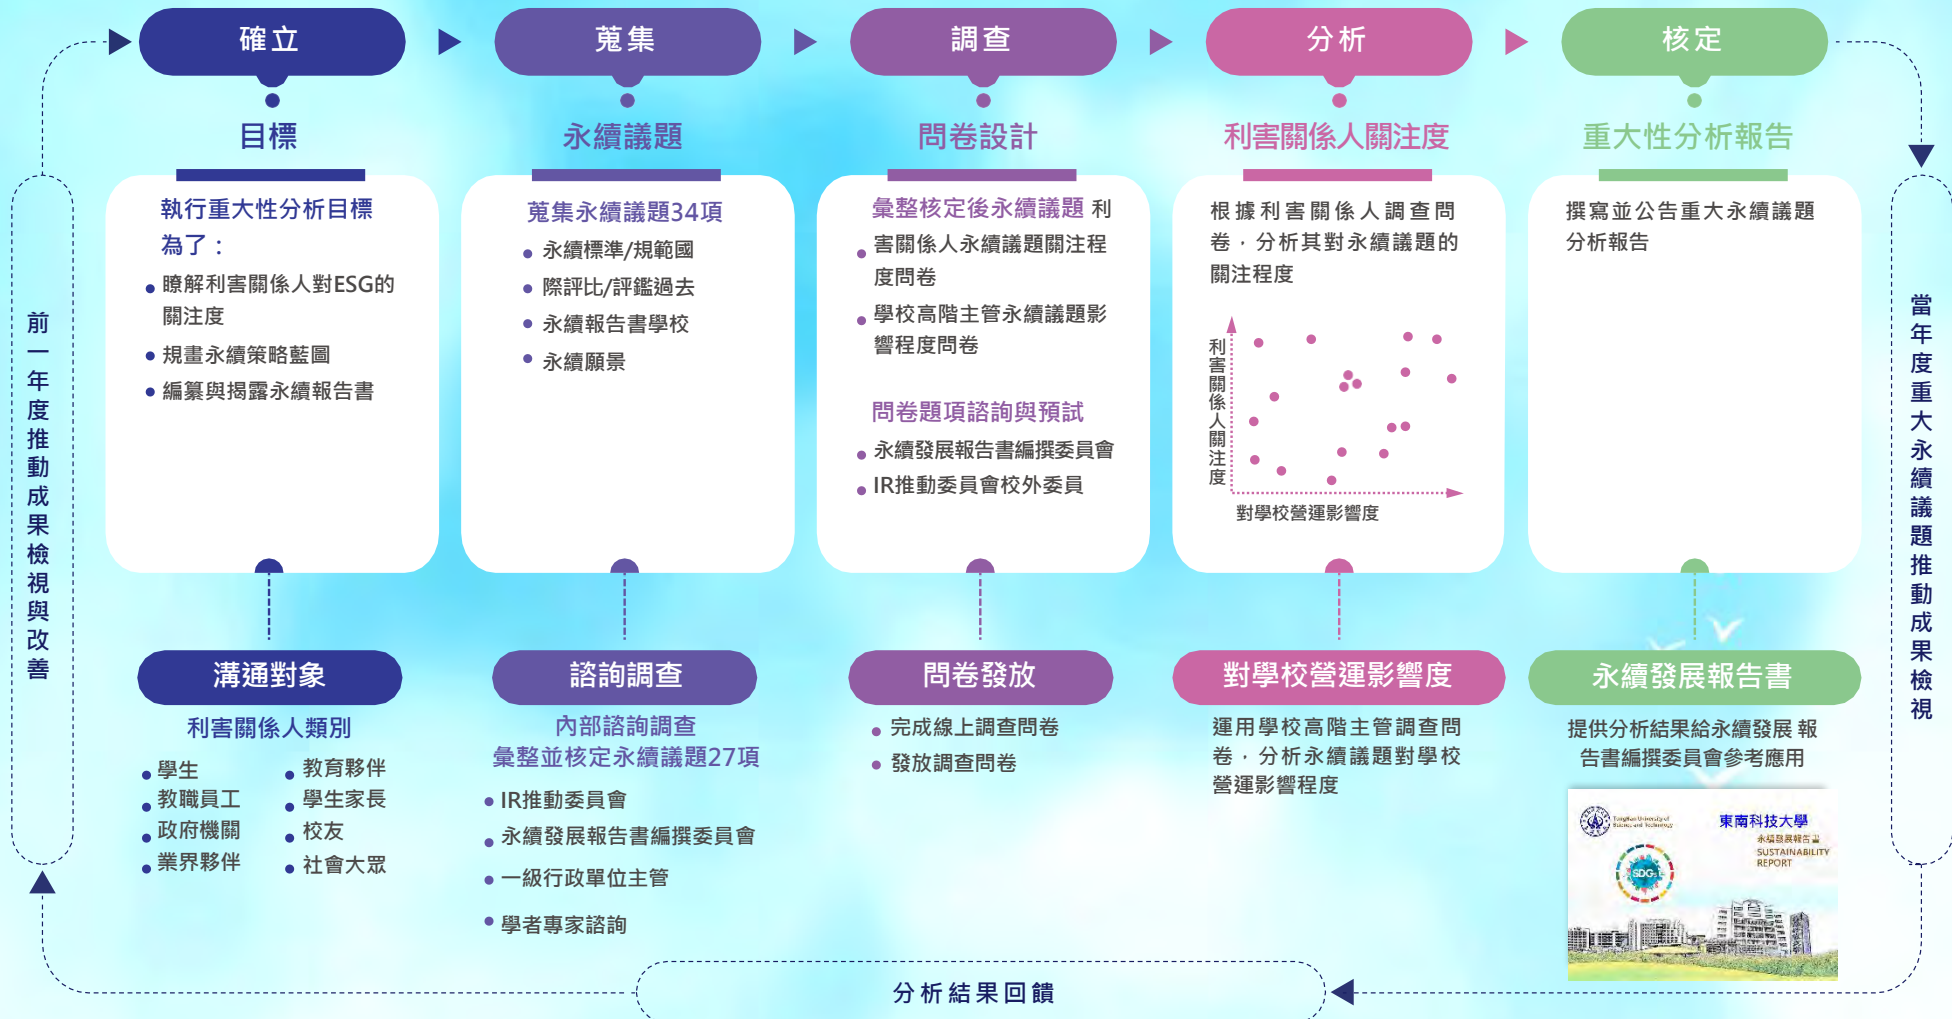 確立
蒐集
調查
分析
核定
目標
永續議題
問卷設計
利害關係人關注度
重大性分析報告
執行重大性分析目標
為了：
瞭解利害關係人對ESG的
關注度
規畫永續策略藍圖
編纂與揭露永續報告書
蒐集永續議題34項
永續標準/規範國
際評比/評鑑過去
永續報告書學校
永續願景
彙整核定後永續議題 利
害關係人永續議題關注程
度問卷
學校高階主管永續議題影
響程度問卷
問卷題項諮詢與預試
永續發展報告書編撰委員會
IR推動委員會校外委員
根據利害關係人調查問
卷，分析其對永續議題的
關注程度
利害關係人關注度
對學校營運影響度
撰寫並公告重大永續議題
分析報告
前一年度推動成果檢視與改善
當年度重大永續議題推動成果檢視
溝通對象
利害關係人類別
學生
教職員工
政府機關
業界夥伴
教育夥伴
學生家長
校友
社會大眾
諮詢調查
內部諮詢調查
彙整並核定永續議題27項
IR推動委員會
永續發展報告書編撰委員會
一級行政單位主管
學者專家諮詢
問卷發放
完成線上調查問卷
發放調查問卷
對學校營運影響度
運用學校高階主管調查問
卷，分析永續議題對學校
營運影響程度
永續發展報告書
提供分析結果給永續發展 報
告書編撰委員會參考應用
TungNan University of
Science and Technology
東南科技大學
永續發展報告書
SUSTAINABILITY
REPORT
SDGs
分析結果回饋